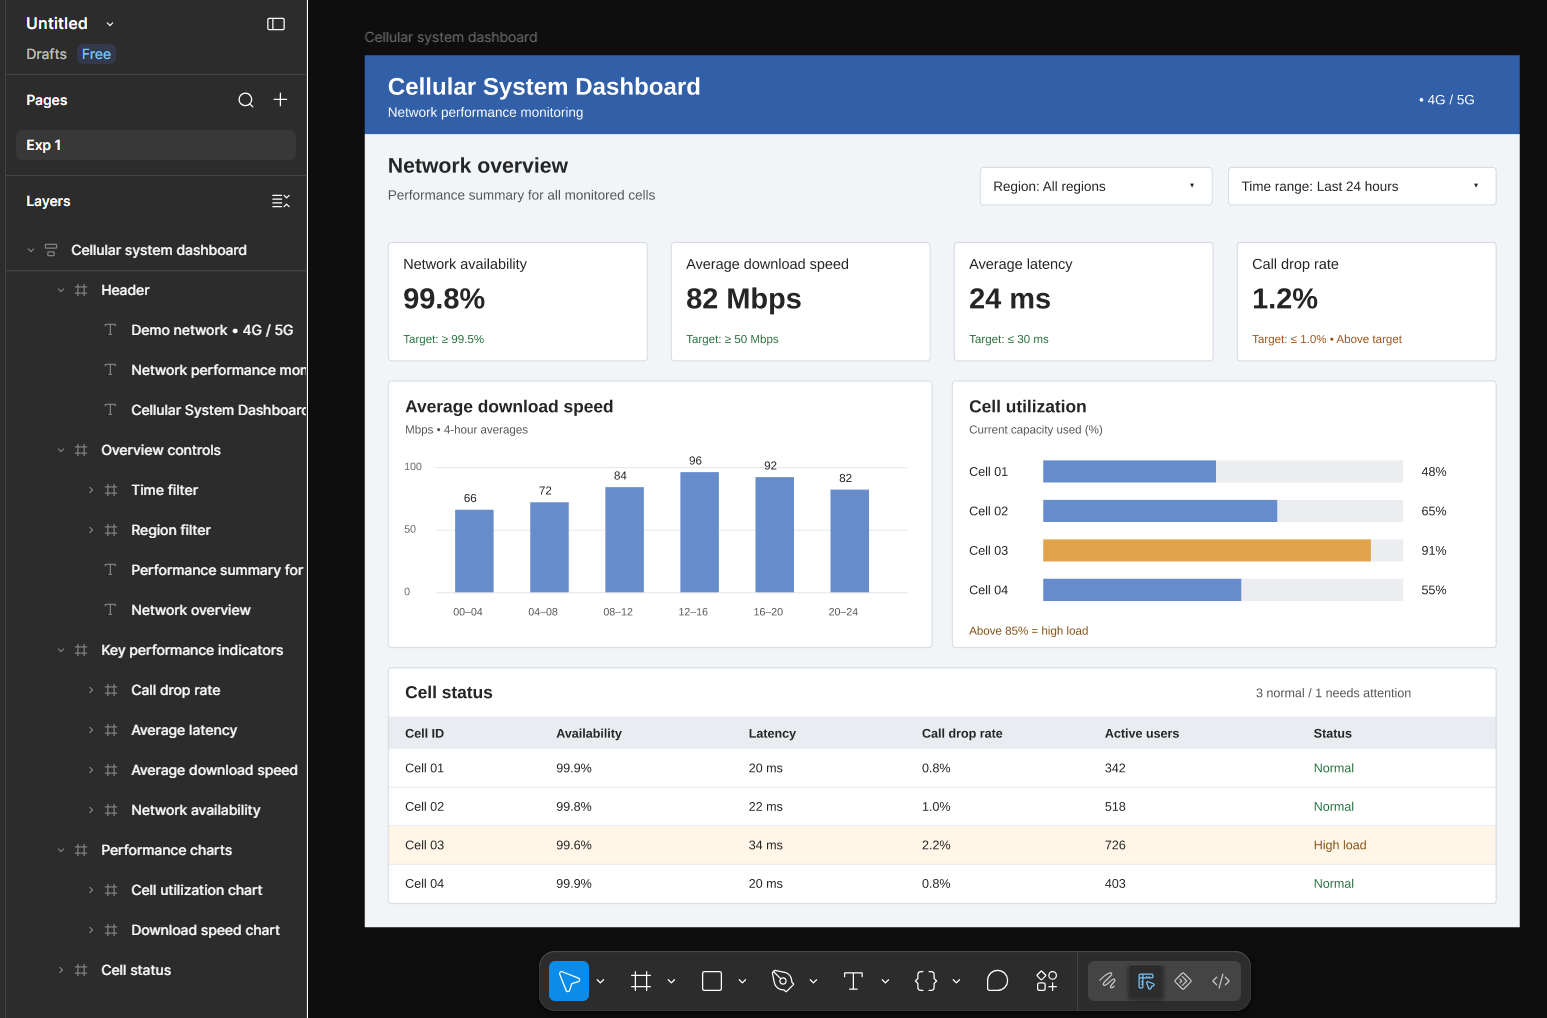 Untitled
Drafts Free
Pages
Exp 1
Layers
Cellular system dashboard
Header
Demo network • 4G / 5G
Network performance mon
Cellular System Dashboard
Overview controls
Time filter
Region filter
Performance summary for
Network overview
Key performance indicators
Call drop rate
Average latency
Average download speed
Network availability
Performance charts
Cell utilization chart
Download speed chart
Cell status
Cellular system dashboard
Cellular System Dashboard
Network performance monitoring
• 4G / 5G
Network overview
Performance summary for all monitored cells
Region: All regions
Time range: Last 24 hours
Network availability
99.8%
Target: ≥ 99.5%
Average download speed
82 Mbps
Target: ≥ 50 Mbps
Average latency
24 ms
Target: ≤ 30 ms
Call drop rate
1.2%
Target: ≤ 1.0% • Above target
Average download speed
Mbps • 4-hour averages
100
50
0
66
72
84
96
92
82
00–04
04–08
08–12
12–16
16–20
20–24
Cell utilization
Current capacity used (%)
Cell 01 48%
Cell 02 65%
Cell 03 91%
Cell 04 55%
Above 85% = high load
Cell status
3 normal / 1 needs attention
Cell ID Availability Latency Call drop rate Active users Status
Cell 01 99.9% 20 ms 0.8% 342 Normal
Cell 02 99.8% 22 ms 1.0% 518 Normal
Cell 03 99.6% 34 ms 2.2% 726 High load
Cell 04 99.9% 20 ms 0.8% 403 Normal